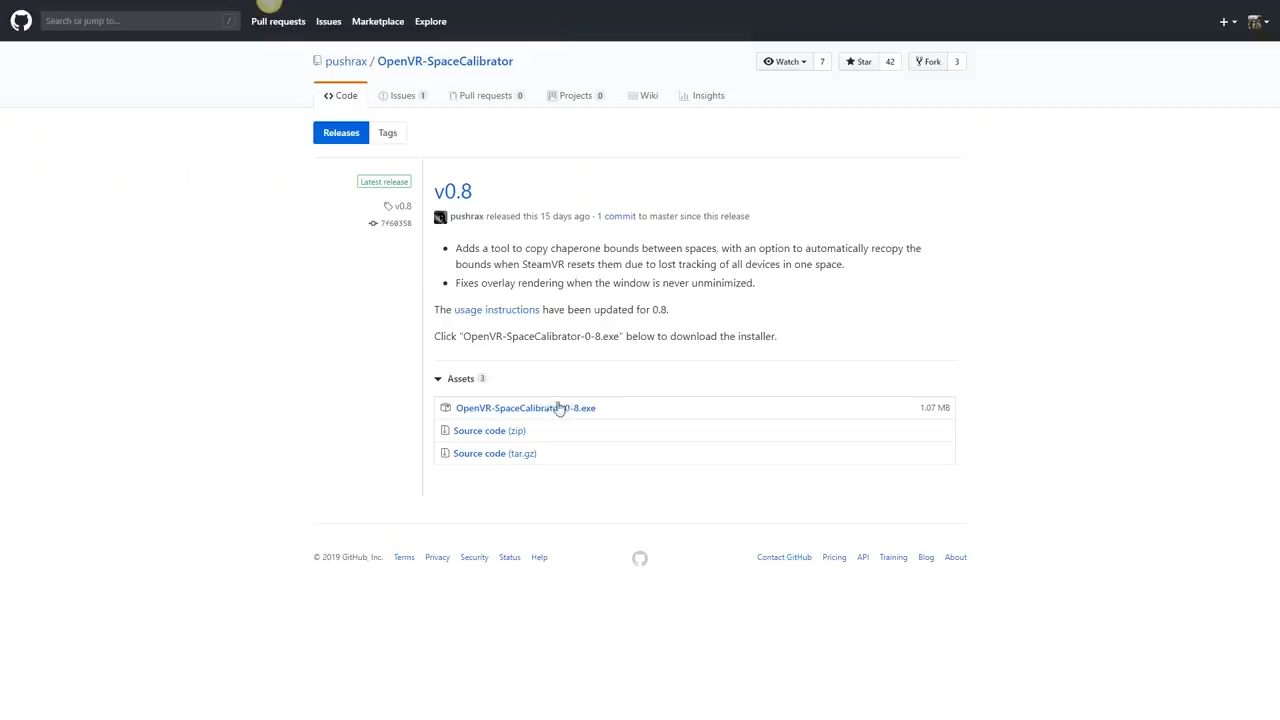 Search or jump to... /
Pull requests Issues Marketplace Explore
pushrax / OpenVR-SpaceCalibrator
Watch 7 Star 42 Fork 3
Code Issues 1 Pull requests 0 Projects 0 Wiki Insights
Releases Tags
Latest release
v0.8
7f60358
v0.8
pushrax released this 15 days ago · 1 commit to master since this release
Adds a tool to copy chaperone bounds between spaces, with an option to automatically recopy the
bounds when SteamVR resets them due to lost tracking of all devices in one space.
Fixes overlay rendering when the window is never unminimized.
The usage instructions have been updated for 0.8.
Click "OpenVR-SpaceCalibrator-0-8.exe" below to download the installer.
Assets 3
OpenVR-SpaceCalibrator-0-8.exe 1.07 MB
Source code (zip)
Source code (tar.gz)
© 2019 GitHub, Inc. Terms Privacy Security Status Help Contact GitHub Pricing API Training Blog About